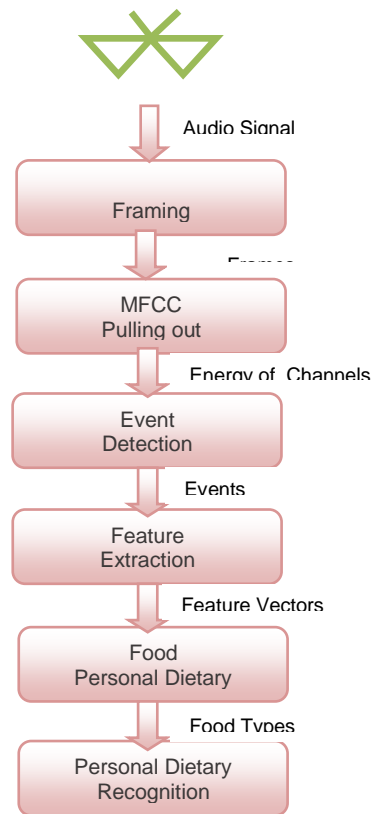 Audio Signal
Framing
Frames
MFCC
Pulling out
Energy of Channels
Event
Detection
Events
Feature
Extraction
Feature Vectors
Food
Personal Dietary
Food Types
Personal Dietary
Recognition